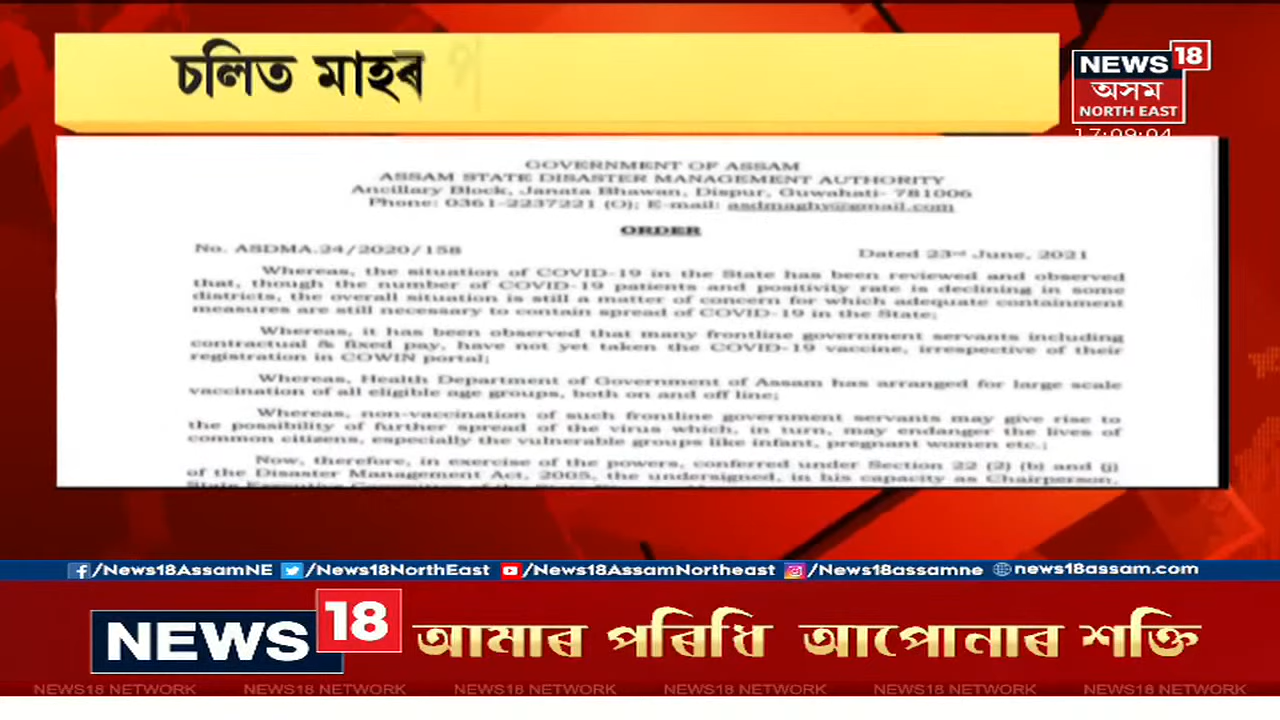 চলিত মাহৰ
NEWS 18
অসম
NORTH EAST
17:09:04
GOVERNMENT OF ASSAM
ASSAM STATE DISASTER MANAGEMENT AUTHORITY
Ancillary Block, Janata Bhawan, Dispur, Guwahati- 781006
Phone: 0361-2237221 (O); E-mail: asdmaghy@gmail.com
ORDER
No. ASDMA.24/2020/158 Dated 23rd June, 2021
Whereas, the situation of COVID-19 in the State has been reviewed and observed
that, though the number of COVID-19 patients and positivity rate is declining in some
districts, the overall situation is still a matter of concern for which adequate containment
measures are still necessary to contain spread of COVID-19 in the State;
Whereas, it has been observed that many frontline government servants including
contractual & fixed pay, have not yet taken the COVID-19 vaccine, irrespective of their
registration in COWIN portal;
Whereas, Health Department of Government of Assam has arranged for large scale
vaccination of all eligible age groups, both on and off line;
Whereas, non-vaccination of such frontline government servants may give rise to
the possibility of further spread of the virus which, in turn, may endanger the lives of
common citizens, especially the vulnerable groups like infant, pregnant women etc.;
Now, therefore, in exercise of the powers, conferred under Section 22 (2) (b) and (j)
of the Disaster Management Act, 2005, the undersigned, in his capacity as Chairperson,
/News18AssamNE /News18NorthEast /News18AssamNortheast /News18assamne news18assam.com
NEWS 18 আমাৰ পৰিধি আপোনাৰ শক্তি
NEWS18 NETWORK NEWS18 NETWORK NEWS18 NETWORK NEWS18 NETWORK NEWS18 NETWORK NEWS18 NETWORK